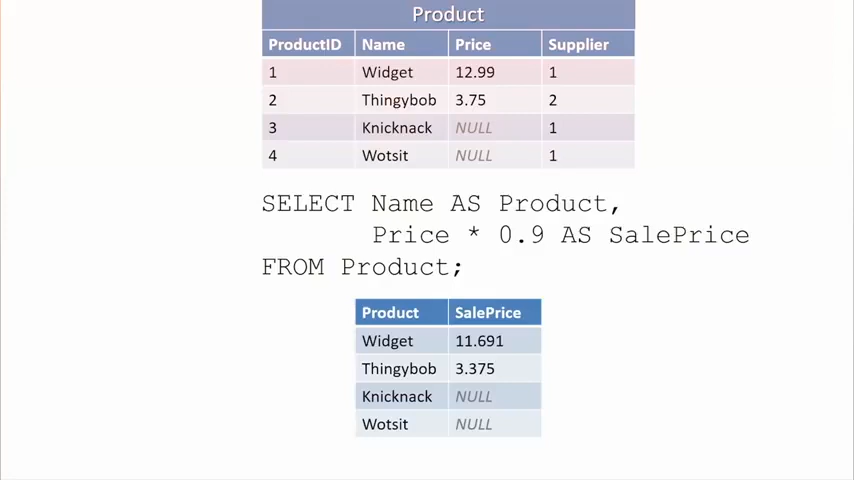 Product
ProductID Name Price Supplier
1 Widget 12.99 1
2 Thingybob 3.75 2
3 Knicknack NULL 1
4 Wotsit NULL 1
SELECT Name AS Product,
Price * 0.9 AS SalePrice
FROM Product;
Product SalePrice
Widget 11.691
Thingybob 3.375
Knicknack NULL
Wotsit NULL